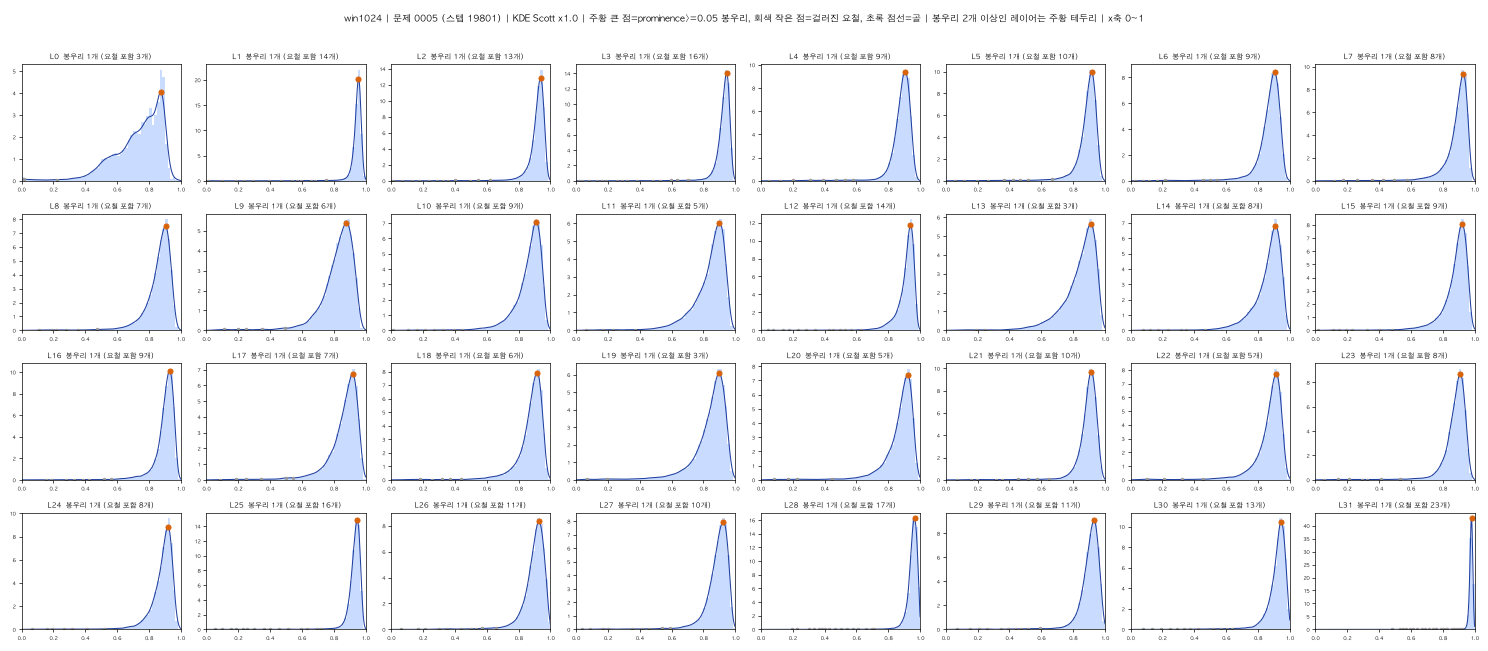 win1024 | 문제 0005 (스텝 19801) | KDE Scott x1.0 | 주황 큰 점=prominence>=0.05 봉우리, 회색 작은 점=걸러진 요철, 초록 점선=골 | 봉우리 2개 이상인 레이어는 주황 테두리 | x축 0~1
L0 봉우리 1개 (요철 포함 3개)
L1 봉우리 1개 (요철 포함 14개)
L2 봉우리 1개 (요철 포함 13개)
L3 봉우리 1개 (요철 포함 16개)
L4 봉우리 1개 (요철 포함 9개)
L5 봉우리 1개 (요철 포함 10개)
L6 봉우리 1개 (요철 포함 9개)
L7 봉우리 1개 (요철 포함 8개)
L8 봉우리 1개 (요철 포함 7개)
L9 봉우리 1개 (요철 포함 6개)
L10 봉우리 1개 (요철 포함 9개)
L11 봉우리 1개 (요철 포함 5개)
L12 봉우리 1개 (요철 포함 14개)
L13 봉우리 1개 (요철 포함 3개)
L14 봉우리 1개 (요철 포함 8개)
L15 봉우리 1개 (요철 포함 9개)
L16 봉우리 1개 (요철 포함 9개)
L17 봉우리 1개 (요철 포함 7개)
L18 봉우리 1개 (요철 포함 6개)
L19 봉우리 1개 (요철 포함 3개)
L20 봉우리 1개 (요철 포함 5개)
L21 봉우리 1개 (요철 포함 10개)
L22 봉우리 1개 (요철 포함 5개)
L23 봉우리 1개 (요철 포함 8개)
L24 봉우리 1개 (요철 포함 8개)
L25 봉우리 1개 (요철 포함 16개)
L26 봉우리 1개 (요철 포함 11개)
L27 봉우리 1개 (요철 포함 10개)
L28 봉우리 1개 (요철 포함 17개)
L29 봉우리 1개 (요철 포함 11개)
L30 봉우리 1개 (요철 포함 13개)
L31 봉우리 1개 (요철 포함 23개)